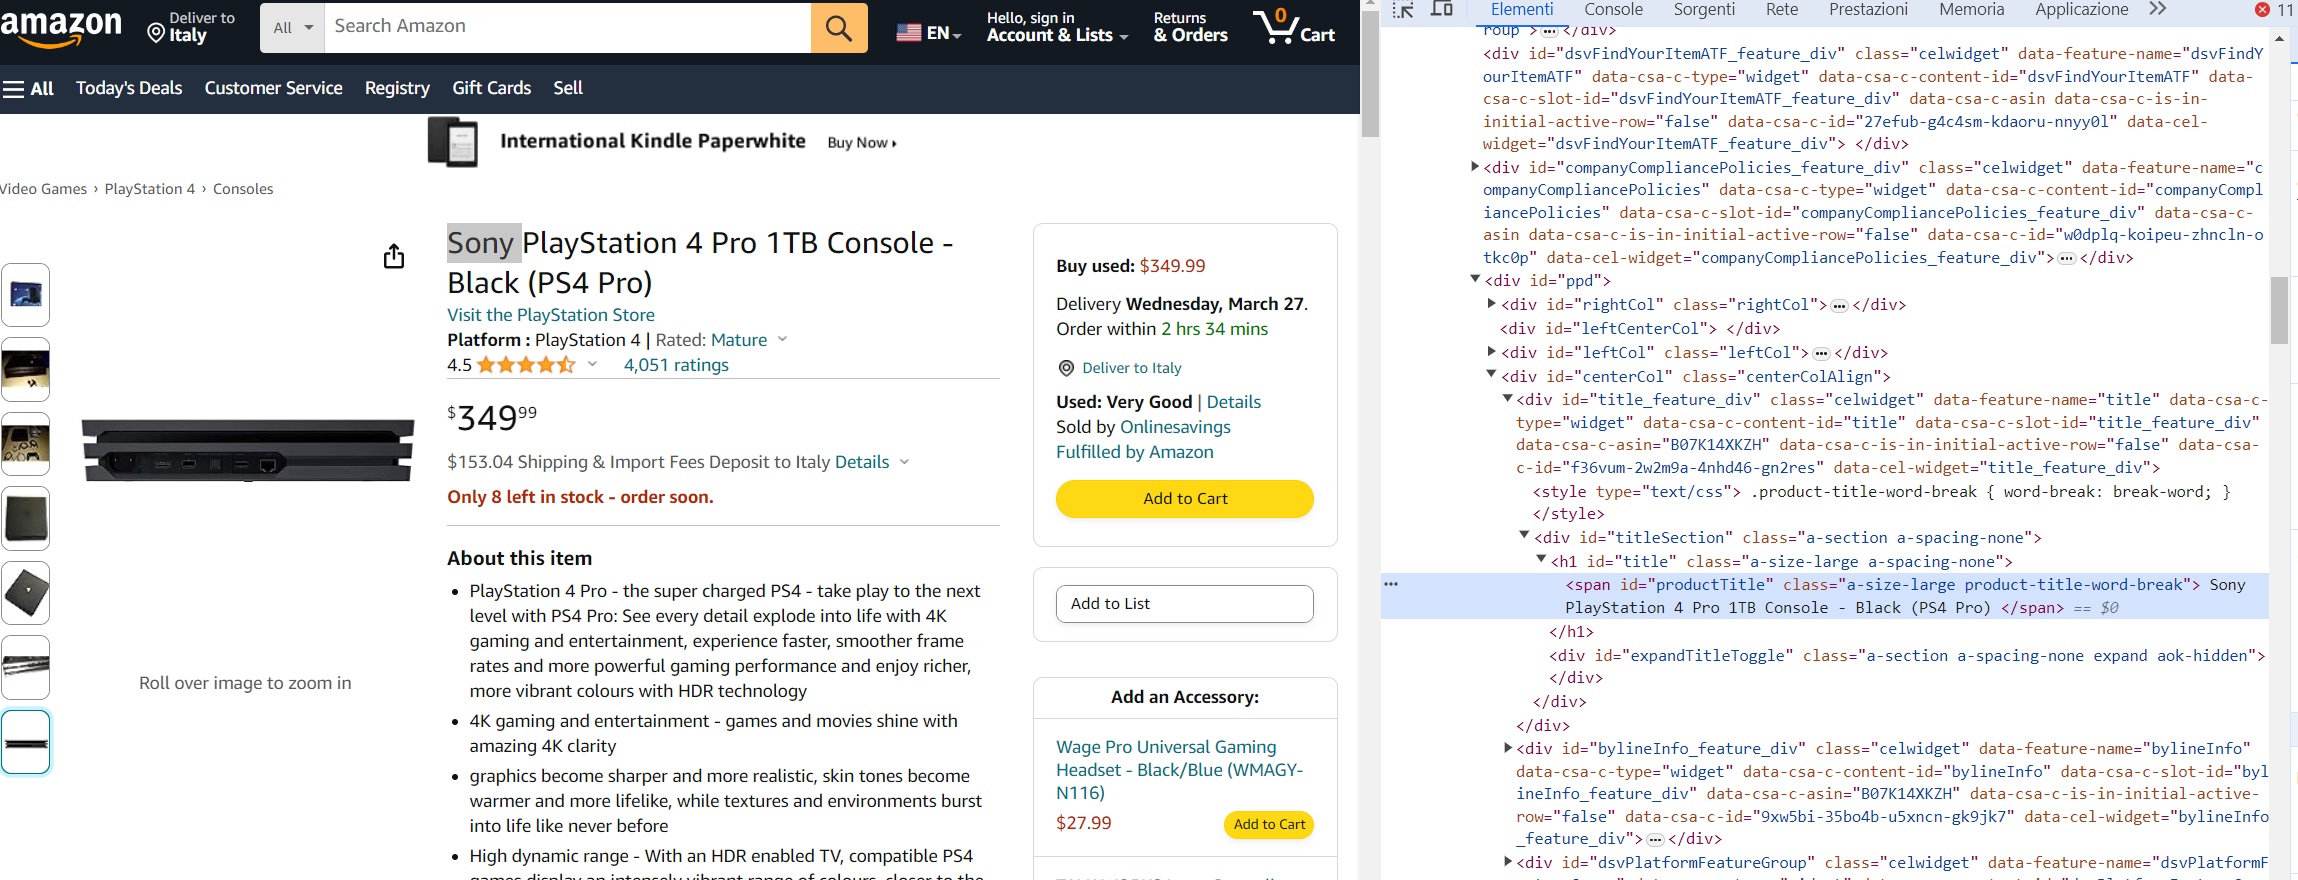 amazon
Deliver to
Italy
All
Search Amazon
EN
Hello, sign in
Account & Lists
Returns
& Orders
0
Cart
All
Today's Deals
Customer Service
Registry
Gift Cards
Sell
International Kindle Paperwhite
Buy Now
Video Games › PlayStation 4 › Consoles
Sony PlayStation 4 Pro 1TB Console -
Black (PS4 Pro)
Visit the PlayStation Store
Platform : PlayStation 4 | Rated: Mature
4.5
4,051 ratings
$349 99
$153.04 Shipping & Import Fees Deposit to Italy Details
Only 8 left in stock - order soon.
About this item
• PlayStation 4 Pro - the super charged PS4 - take play to the next
level with PS4 Pro: See every detail explode into life with 4K
gaming and entertainment, experience faster, smoother frame
rates and more powerful gaming performance and enjoy richer,
more vibrant colours with HDR technology
• 4K gaming and entertainment - games and movies shine with
amazing 4K clarity
• graphics become sharper and more realistic, skin tones become
warmer and more lifelike, while textures and environments burst
into life like never before
• High dynamic range - With an HDR enabled TV, compatible PS4
games display an intensely vibrant range of colours, closer to the
Roll over image to zoom in
Buy used: $349.99
Delivery Wednesday, March 27.
Order within 2 hrs 34 mins
Deliver to Italy
Used: Very Good | Details
Sold by Onlinesavings
Fulfilled by Amazon
Add to Cart
Add to List
Add an Accessory:
Wage Pro Universal Gaming
Headset - Black/Blue (WMAGY-
N116)
$27.99
Add to Cart
Elementi
Console
Sorgenti
Rete
Prestazioni
Memoria
Applicazione
11
roup">…</div>
<div id="dsvFindYourItemATF_feature_div" class="celwidget" data-feature-name="dsvFindY
ourItemATF" data-csa-c-type="widget" data-csa-c-content-id="dsvFindYourItemATF" data-
csa-c-slot-id="dsvFindYourItemATF_feature_div" data-csa-c-asin data-csa-c-is-in-
initial-active-row="false" data-csa-c-id="27efub-g4c4sm-kdaoru-nnyy0l" data-cel-
widget="dsvFindYourItemATF_feature_div"> </div>
<div id="companyCompliancePolicies_feature_div" class="celwidget" data-feature-name="c
ompanyCompliancePolicies" data-csa-c-type="widget" data-csa-c-content-id="companyCompl
iancePolicies" data-csa-c-slot-id="companyCompliancePolicies_feature_div" data-csa-c-
asin data-csa-c-is-in-initial-active-row="false" data-csa-c-id="w0dplq-koipeu-zhncln-o
tkc0p" data-cel-widget="companyCompliancePolicies_feature_div">…</div>
<div id="ppd">
<div id="rightCol" class="rightCol">…</div>
<div id="leftCenterCol"> </div>
<div id="leftCol" class="leftCol">…</div>
<div id="centerCol" class="centerColAlign">
<div id="title_feature_div" class="celwidget" data-feature-name="title" data-csa-c-
type="widget" data-csa-c-content-id="title" data-csa-c-slot-id="title_feature_div"
data-csa-c-asin="B07K14XKZH" data-csa-c-is-in-initial-active-row="false" data-csa-
c-id="f36vum-2w2m9a-4nhd46-gn2res" data-cel-widget="title_feature_div">
<style type="text/css"> .product-title-word-break { word-break: break-word; }
</style>
<div id="titleSection" class="a-section a-spacing-none">
<h1 id="title" class="a-size-large a-spacing-none">
<span id="productTitle" class="a-size-large product-title-word-break"> Sony
PlayStation 4 Pro 1TB Console - Black (PS4 Pro) </span> == $0
</h1>
<div id="expandTitleToggle" class="a-section a-spacing-none expand aok-hidden">
</div>
</div>
</div>
<div id="bylineInfo_feature_div" class="celwidget" data-feature-name="bylineInfo"
data-csa-c-type="widget" data-csa-c-content-id="bylineInfo" data-csa-c-slot-id="byl
ineInfo_feature_div" data-csa-c-asin="B07K14XKZH" data-csa-c-is-in-initial-active-
row="false" data-csa-c-id="9xw5bi-35bo4b-u5xncn-gk9jk7" data-cel-widget="bylineInfo
_feature_div">…</div>
<div id="dsvPlatformFeatureGroup" class="celwidget" data-feature-name="dsvPlatformF